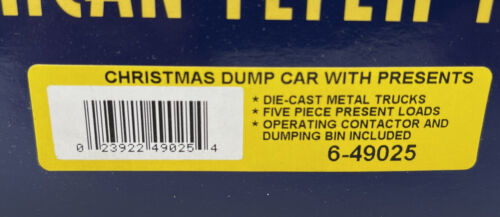 CHRISTMAS DUMP CAR WITH PRESENTS
* DIE-CAST METAL TRUCKS
* FIVE PIECE PRESENT LOADS
* OPERATING CONTACTOR AND
DUMPING BIN INCLUDED
6-49025
0 23922 49025 4